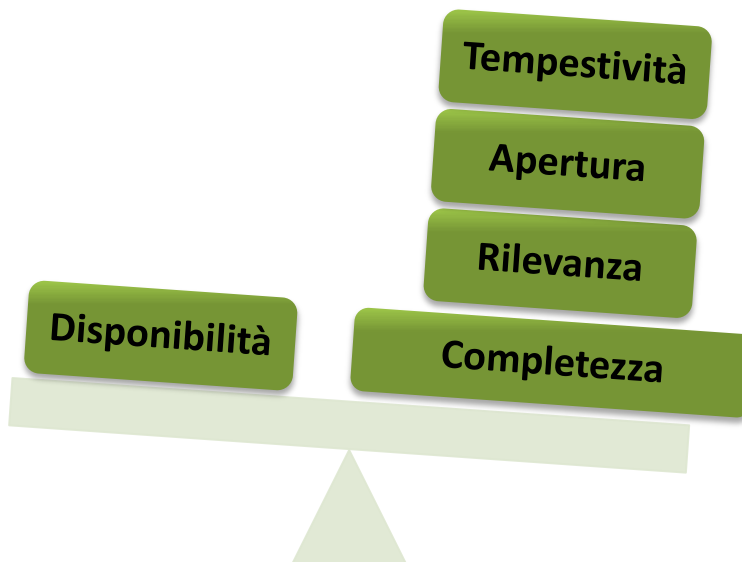 Tempestività
Apertura
Rilevanza
Completezza
Disponibilità